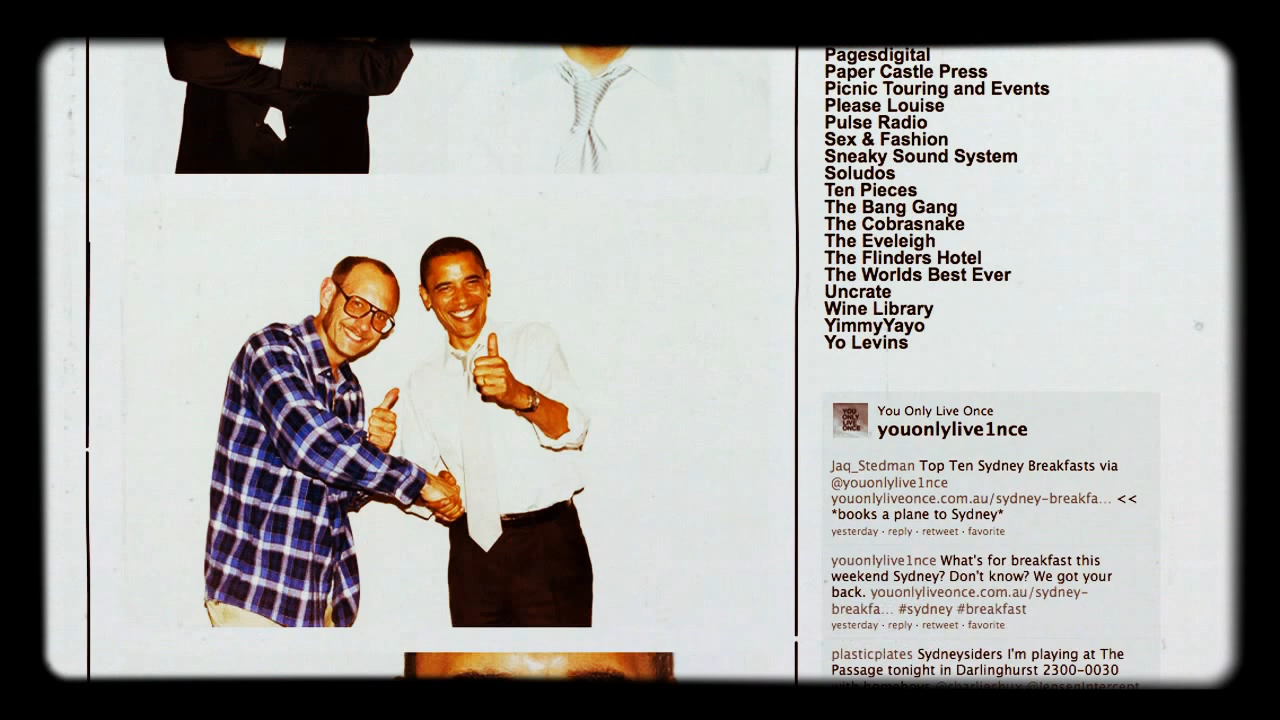 Pagesdigital
Paper Castle Press
Picnic Touring and Events
Please Louise
Pulse Radio
Sex & Fashion
Sneaky Sound System
Soludos
Ten Pieces
The Bang Gang
The Cobrasnake
The Eveleigh
The Flinders Hotel
The Worlds Best Ever
Uncrate
Wine Library
YimmyYayo
Yo Levins
YOU ONLY LIVE ONCE
You Only Live Once
youonlylive1nce
Jaq_Stedman Top Ten Sydney Breakfasts via
@youonlylive1nce
youonlyliveonce.com.au/sydney-breakfa... <<
*books a plane to Sydney*
yesterday · reply · retweet · favorite
youonlylive1nce What's for breakfast this
weekend Sydney? Don't know? We got your
back. youonlyliveonce.com.au/sydney-
breakfa... #sydney #breakfast
yesterday · reply · retweet · favorite
plasticplates Sydneysiders I'm playing at The
Passage tonight in Darlinghurst 2300-0030